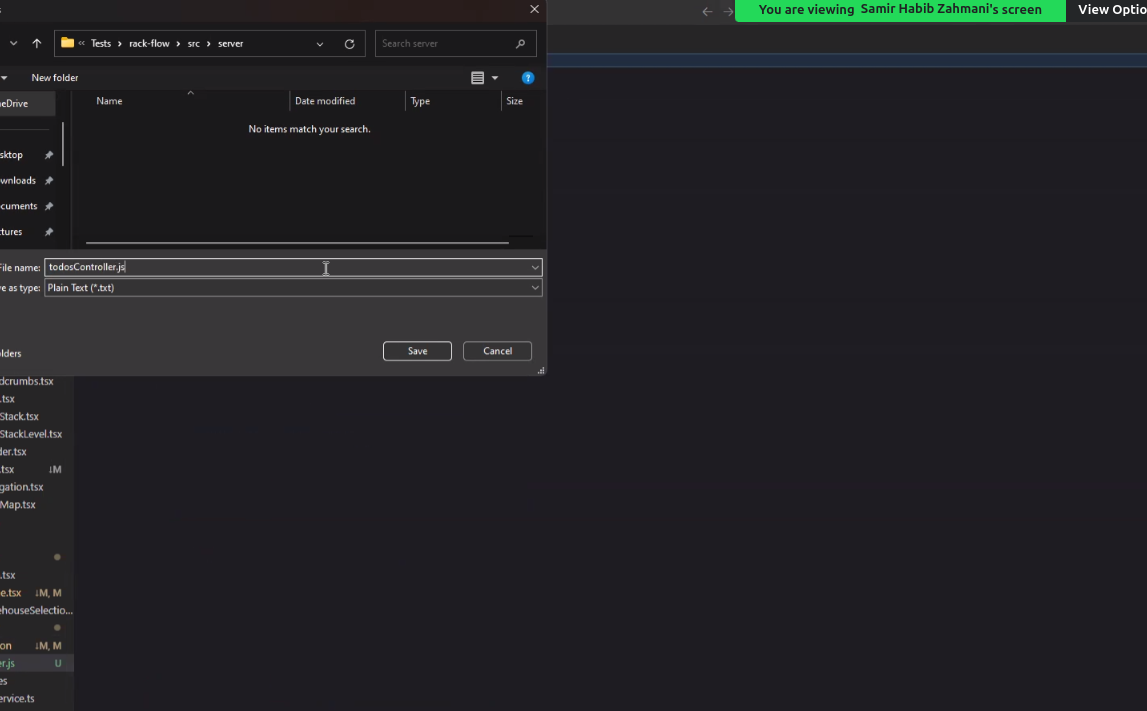 You are viewing Samir Habib Zahmani's screen
View Optio
« Tests › rack-flow › src › server
Search server
New folder
eDrive
Name Date modified Type Size
No items match your search.
sktop
wnloads
cuments
tures
File name: todosController.js
e as type: Plain Text (*.txt)
Save Cancel
lders
dcrumbs.tsx
.tsx
Stack.tsx
StackLevel.tsx
der.tsx
.tsx ↓M
gation.tsx
Map.tsx
.tsx
e.tsx ↓M, M
ehouseSelectio...
on ↓M, M
er.js U
es
ervice.ts